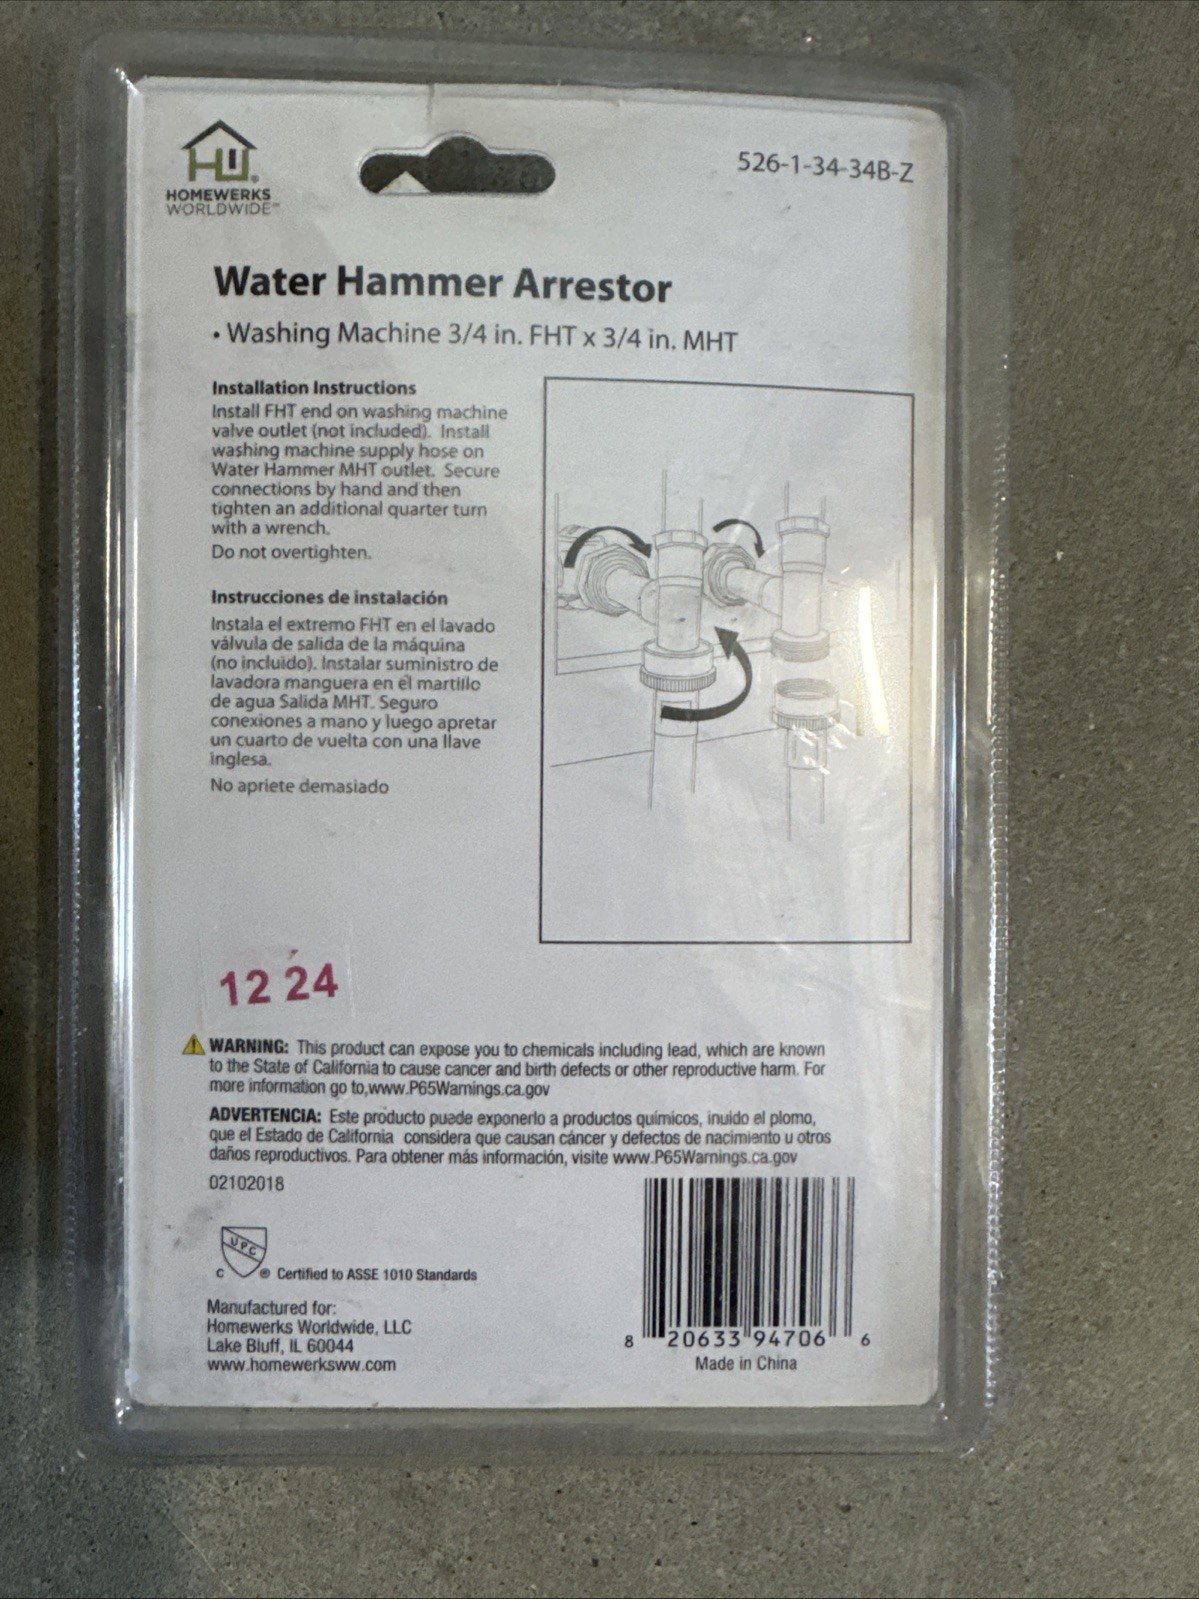 HW®
HOMEWERKS
WORLDWIDE™
526-1-34-34B-Z
Water Hammer Arrestor
• Washing Machine 3/4 in. FHT x 3/4 in. MHT
Installation Instructions
Install FHT end on washing machine
valve outlet (not included). Install
washing machine supply hose on
Water Hammer MHT outlet. Secure
connections by hand and then
tighten an additional quarter turn
with a wrench.
Do not overtighten.
Instrucciones de instalación
Instala el extremo FHT en el lavado
válvula de salida de la máquina
(no incluido). Instalar suministro de
lavadora manguera en el martillo
de agua Salida MHT. Seguro
conexiones a mano y luego apretar
un cuarto de vuelta con una llave
inglesa.
No apriete demasiado
12 24
WARNING: This product can expose you to chemicals including lead, which are known
to the State of California to cause cancer and birth defects or other reproductive harm. For
more information go to,www.P65Warnings.ca.gov
ADVERTENCIA: Este producto puede exponerlo a productos químicos, inuido el plomo,
que el Estado de California considera que causan cáncer y defectos de nacimiento u otros
daños reproductivos. Para obtener más información, visite www.P65Warnings.ca.gov
02102018
UPC
c ® Certified to ASSE 1010 Standards
Manufactured for:
Homewerks Worldwide, LLC
Lake Bluff, IL 60044
www.homewerksww.com
8 20633 94706 6
Made in China